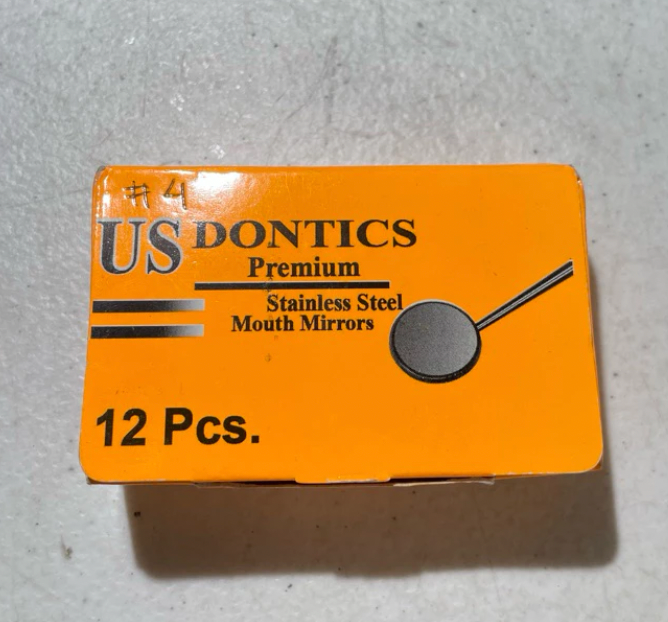 # 4
US DONTICS
Premium
Stainless Steel
Mouth Mirrors
12 Pcs.